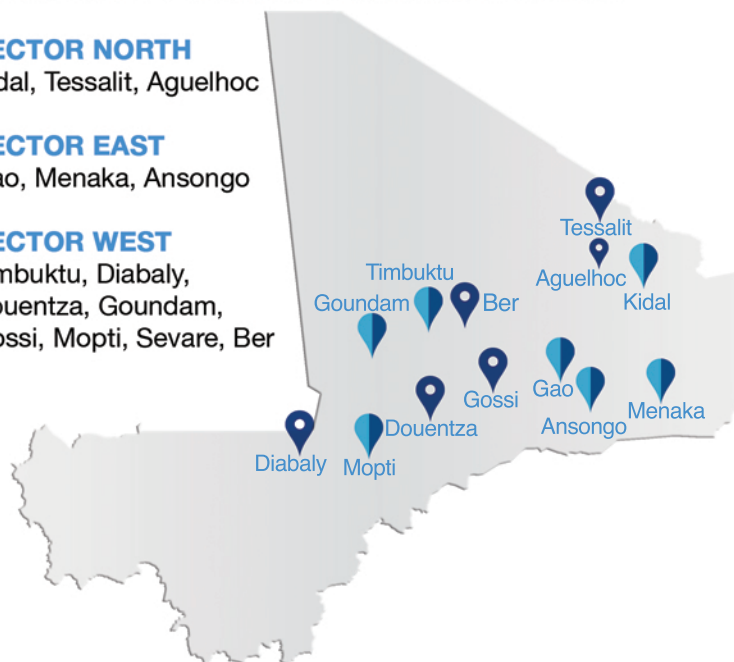 ECTOR NORTH
dal, Tessalit, Aguelhoc
ECTOR EAST
ao, Menaka, Ansongo
ECTOR WEST
mbuktu, Diabaly,
ouentza, Goundam,
ossi, Mopti, Sevare, Ber
Tessalit
Aguelhoc
Kidal
Timbuktu
Goundam
Ber
Gao
Gossi
Ansongo
Menaka
Douentza
Diabaly
Mopti